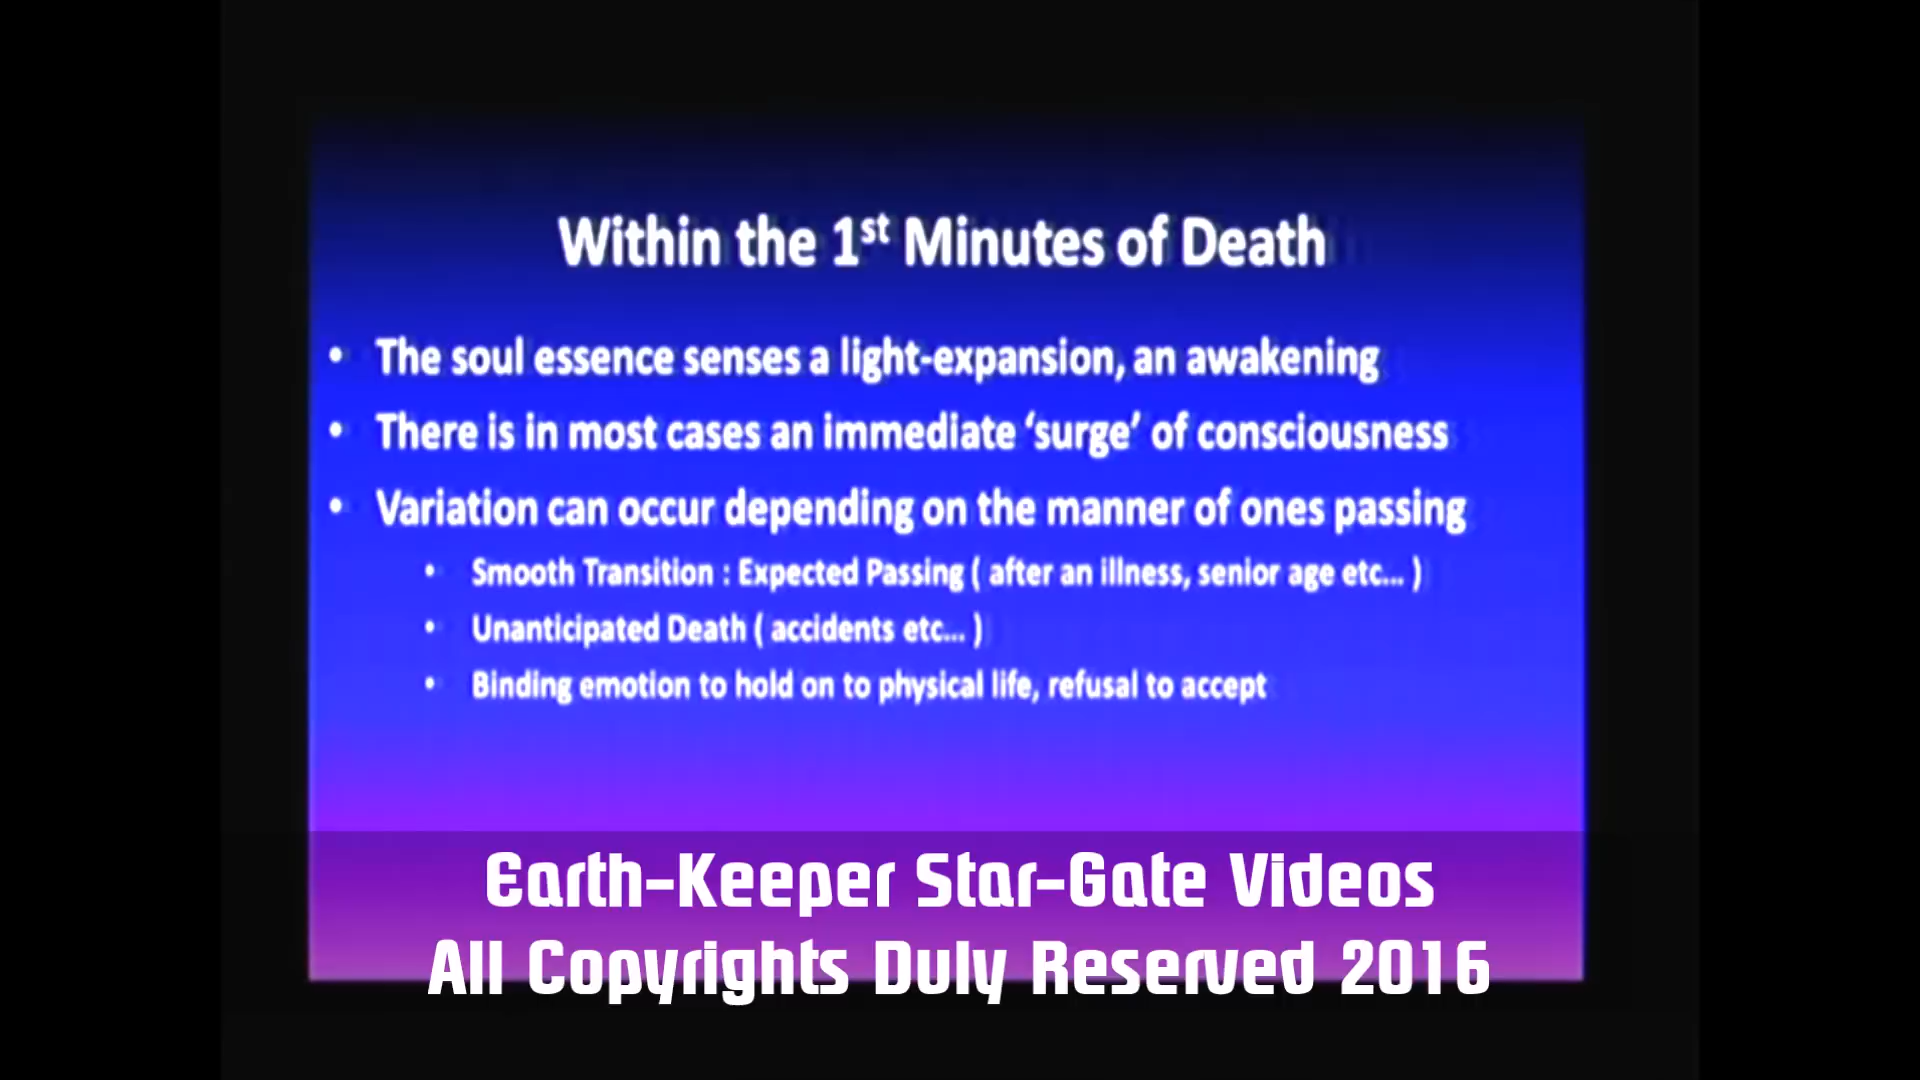 Within the 1st Minutes of Death
• The soul essence senses a light-expansion, an awakening
• There is in most cases an immediate ‘surge’ of consciousness
• Variation can occur depending on the manner of ones passing
• Smooth Transition : Expected Passing ( after an illness, senior age etc... )
• Unanticipated Death ( accidents etc... )
• Binding emotion to hold on to physical life, refusal to accept
Earth-Keeper Star-Gate Videos
All Copyrights Duly Reserved 2016